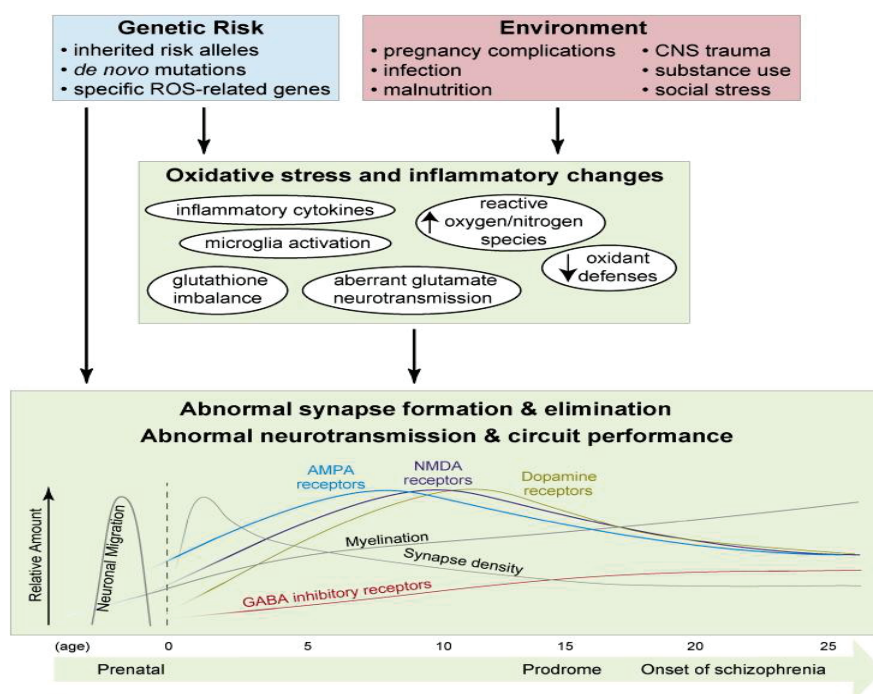 Genetic Risk
• inherited risk alleles
• de novo mutations
• specific ROS-related genes
Environment
• pregnancy complications
• infection
• malnutrition
• CNS trauma
• substance use
• social stress
Oxidative stress and inflammatory changes
inflammatory cytokines
microglia activation
glutathione
imbalance
aberrant glutamate
neurotransmission
reactive
oxygen/nitrogen
species
oxidant
defenses
Abnormal synapse formation & elimination
Abnormal neurotransmission & circuit performance
Relative Amount
Neuronal Migration
AMPA
receptors
NMDA
receptors
Dopamine
receptors
Myelination
Synapse density
GABA inhibitory receptors
(age) 0 5 10 15 20 25
Prenatal Prodrome Onset of schizophrenia